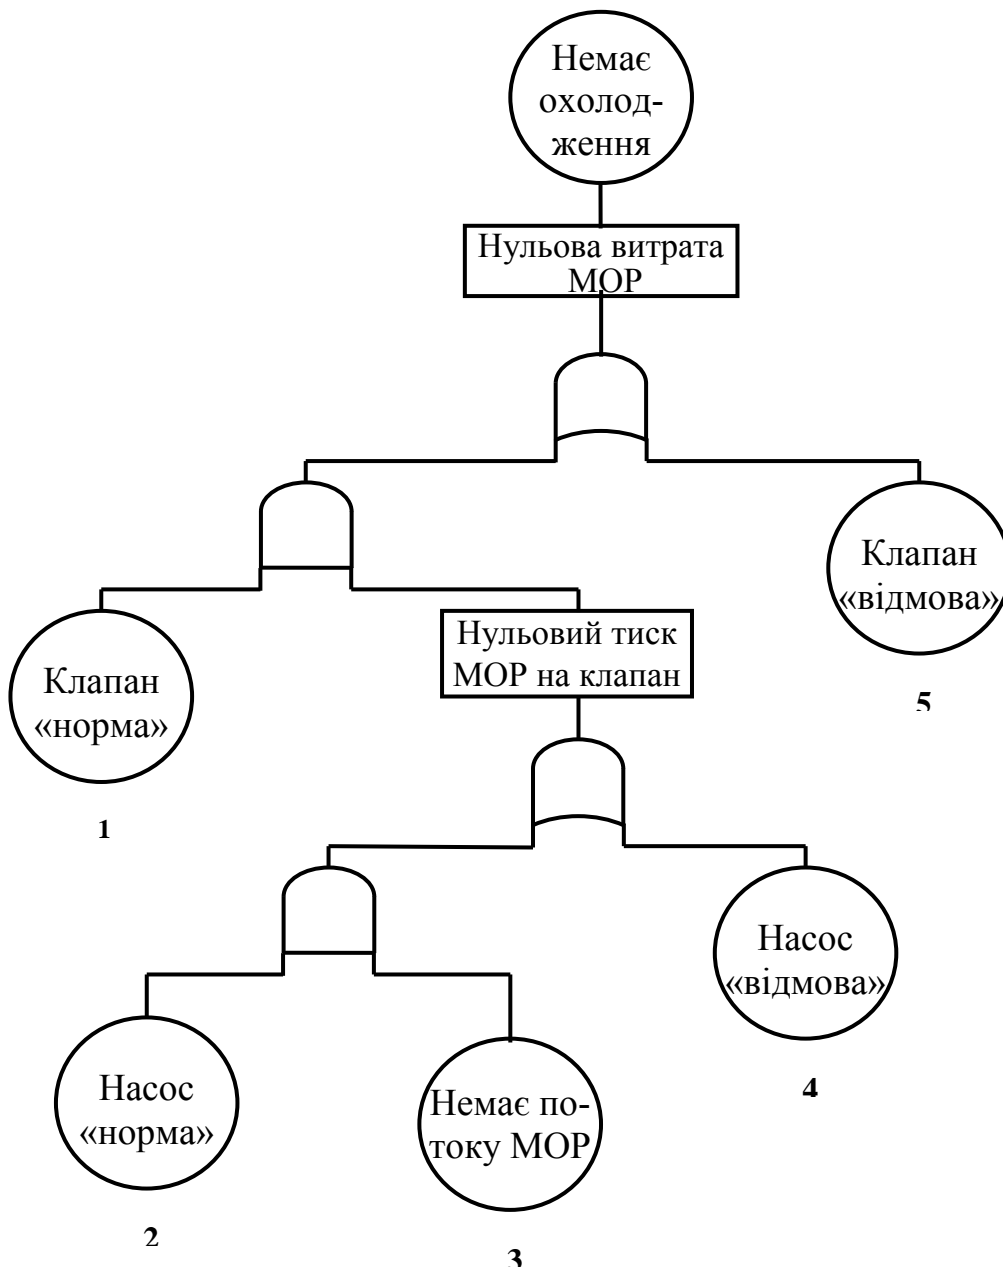 Немає
охолод-
ження
Нульова витрата
МОР
Клапан
«відмова»
5
Нульовий тиск
МОР на клапан
Клапан
«норма»
1
Насос
«відмова»
4
Насос
«норма»
2
Немає по-
току МОР
3